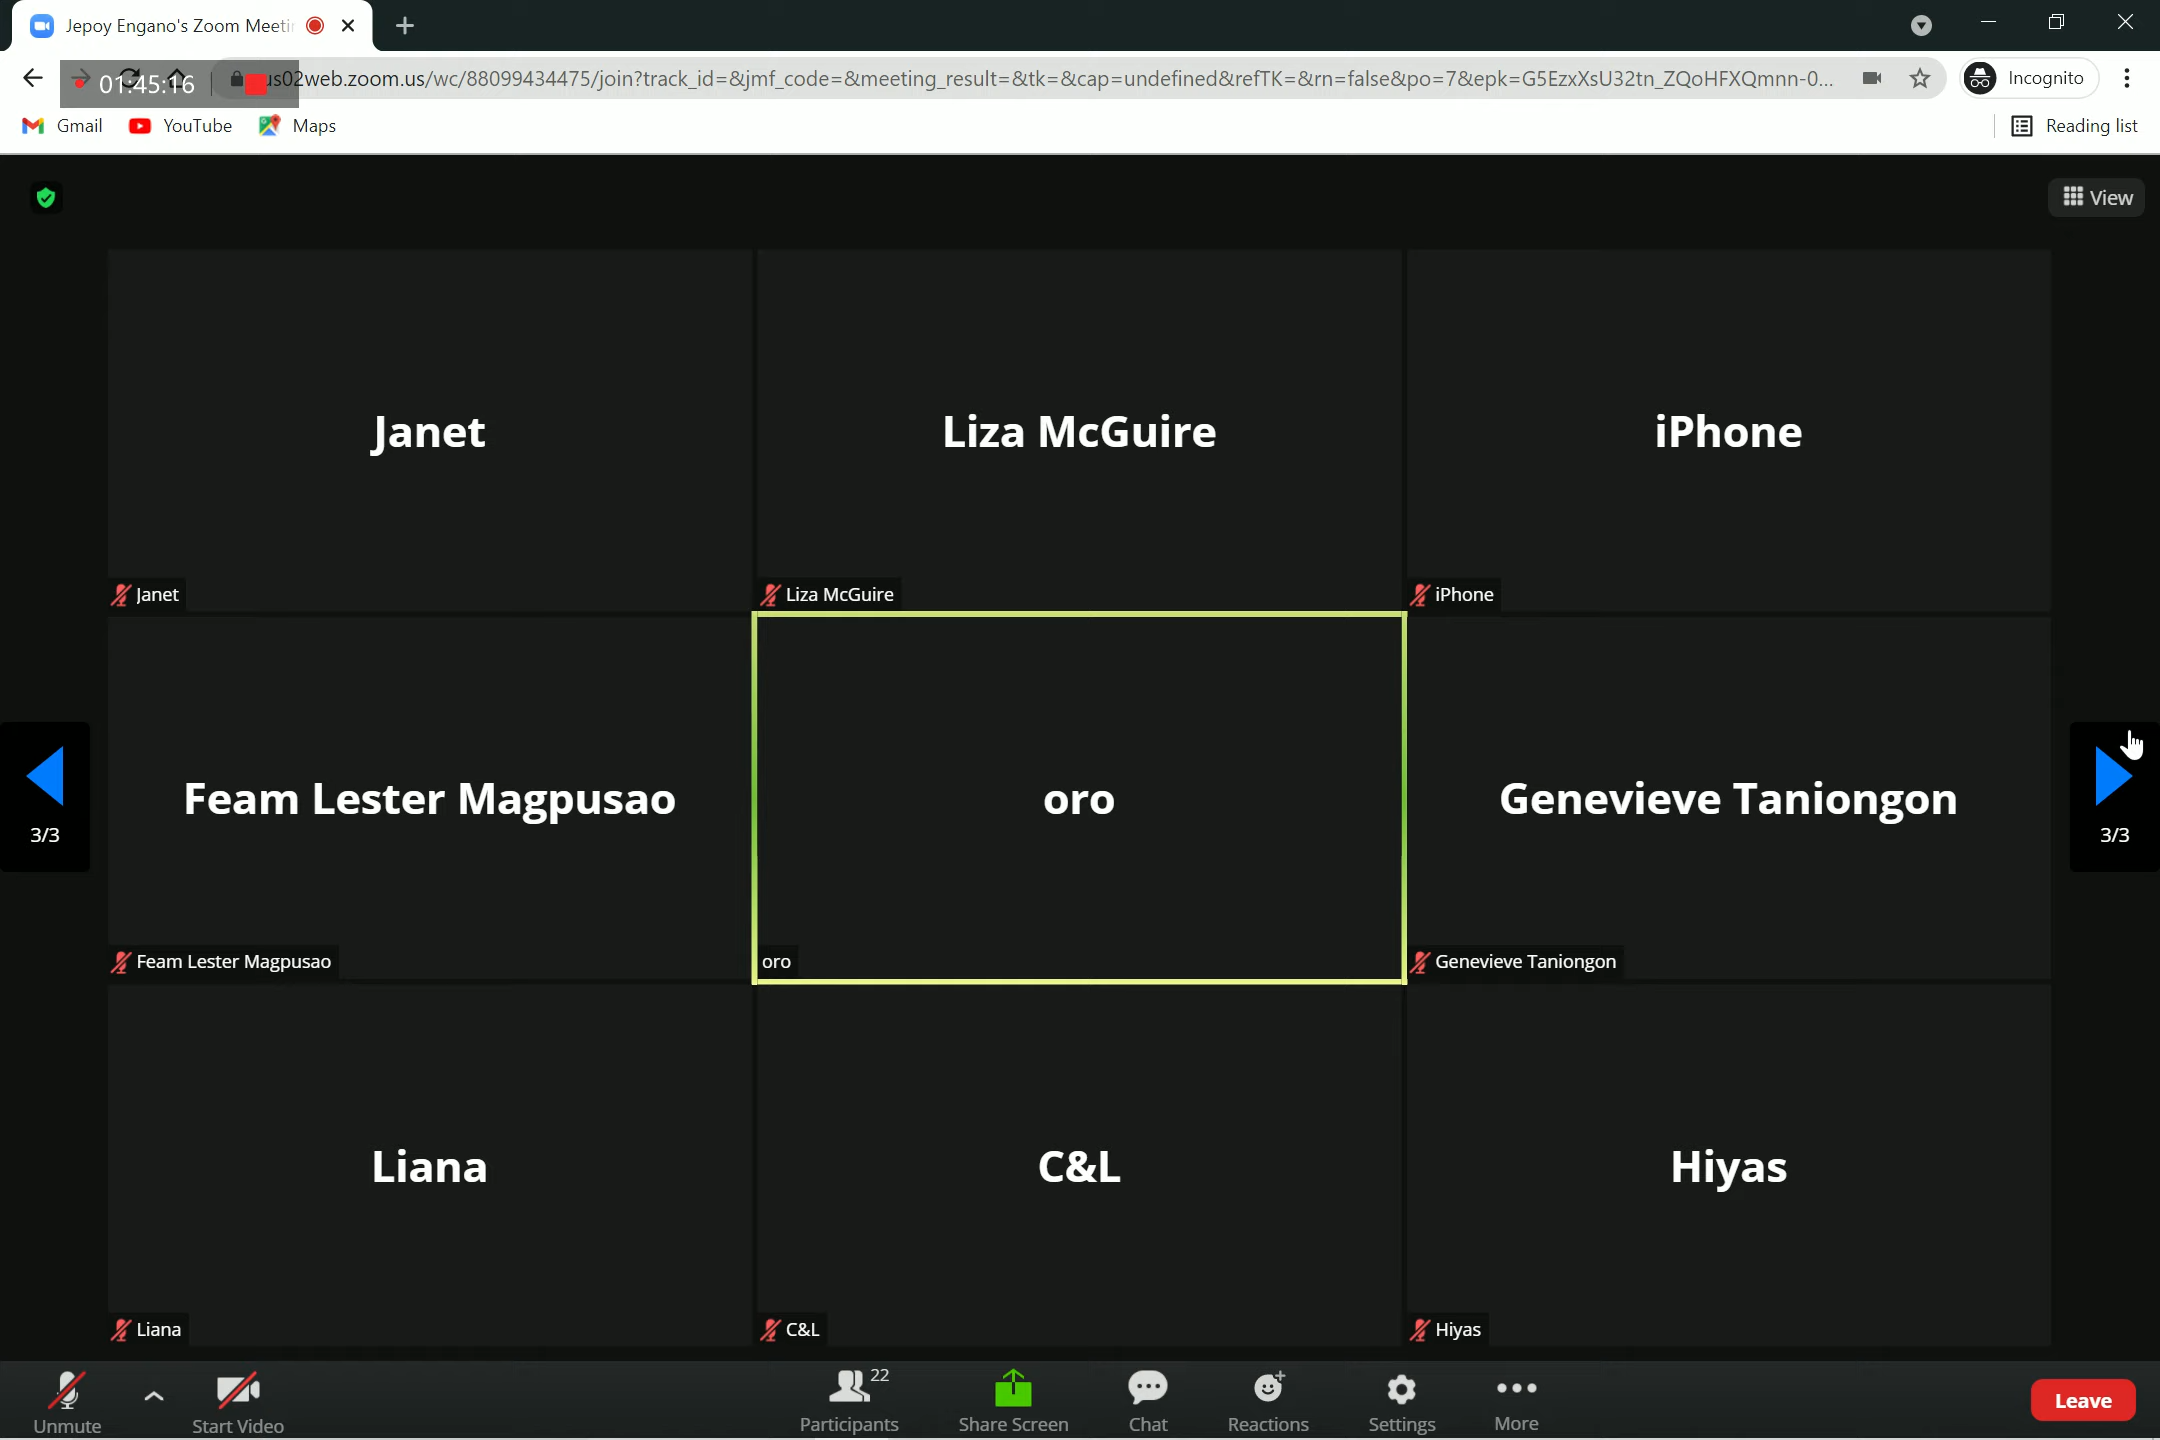 Jepoy Engano's Zoom Meeti
01:45:16
us02web.zoom.us/wc/88099434475/join?track_id=&jmf_code=&meeting_result=&tk=&cap=undefined&refTK=&rn=false&po=7&epk=G5EzxXsU32tn_ZQoHFXQmnn-0...
Incognito
Gmail
YouTube
Maps
Reading list
View
Janet
Liza McGuire
iPhone
Janet
Liza McGuire
iPhone
Feam Lester Magpusao
oro
Genevieve Taniongon
3/3
3/3
Feam Lester Magpusao
oro
Genevieve Taniongon
Liana
C&L
Hiyas
Liana
C&L
Hiyas
Unmute
Start Video
22
Participants
Share Screen
Chat
Reactions
Settings
More
Leave